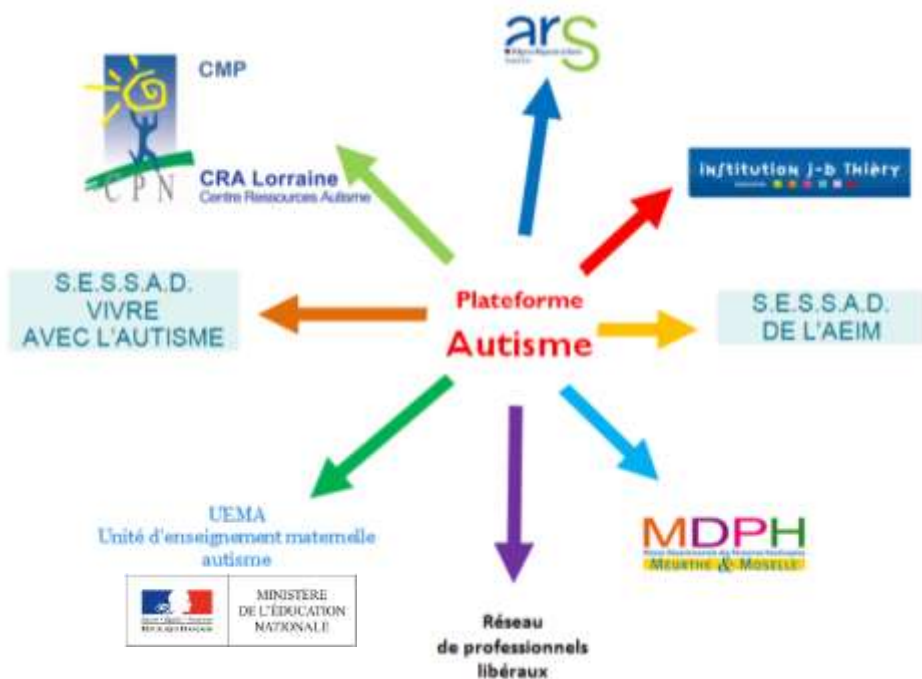 ars
CMP
CPN
CRA Lorraine
Centre Ressources Autisme
institution j-b Thiéry
S.E.S.S.A.D.
VIVRE
AVEC L'AUTISME
Plateforme
Autisme
S.E.S.S.A.D.
DE L'AEIM
UEMA
Unité d'enseignement maternelle
autisme
MINISTÈRE
DE L'ÉDUCATION
NATIONALE
MDPH
MEURTHE & MOSELLE
Réseau
de professionnels
libéraux